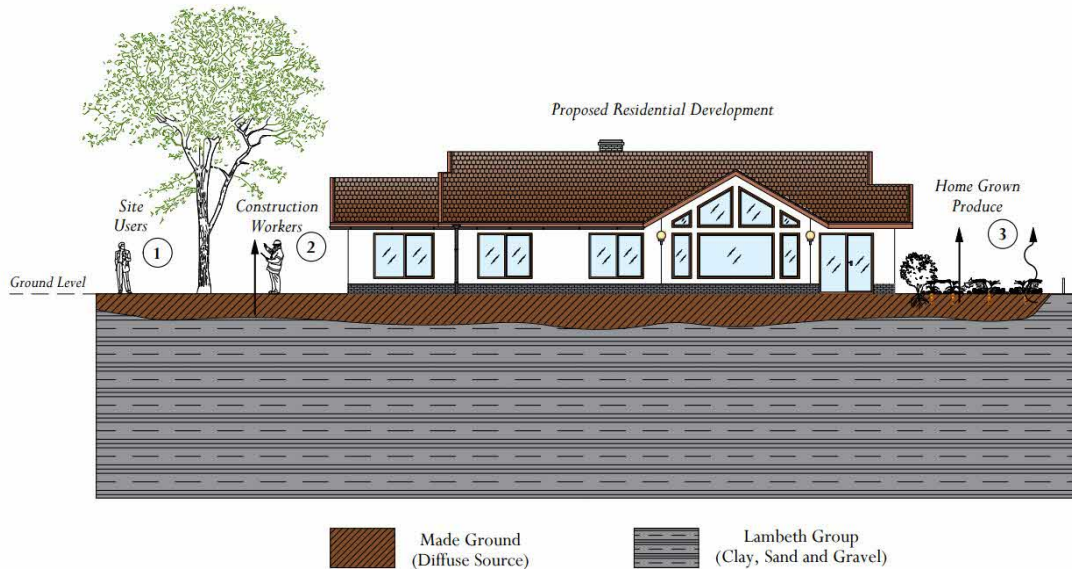 Proposed Residential Development
Site
Users
1
Construction
Workers
2
Home Grown
Produce
3
Ground Level
Made Ground
(Diffuse Source)
Lambeth Group
(Clay, Sand and Gravel)